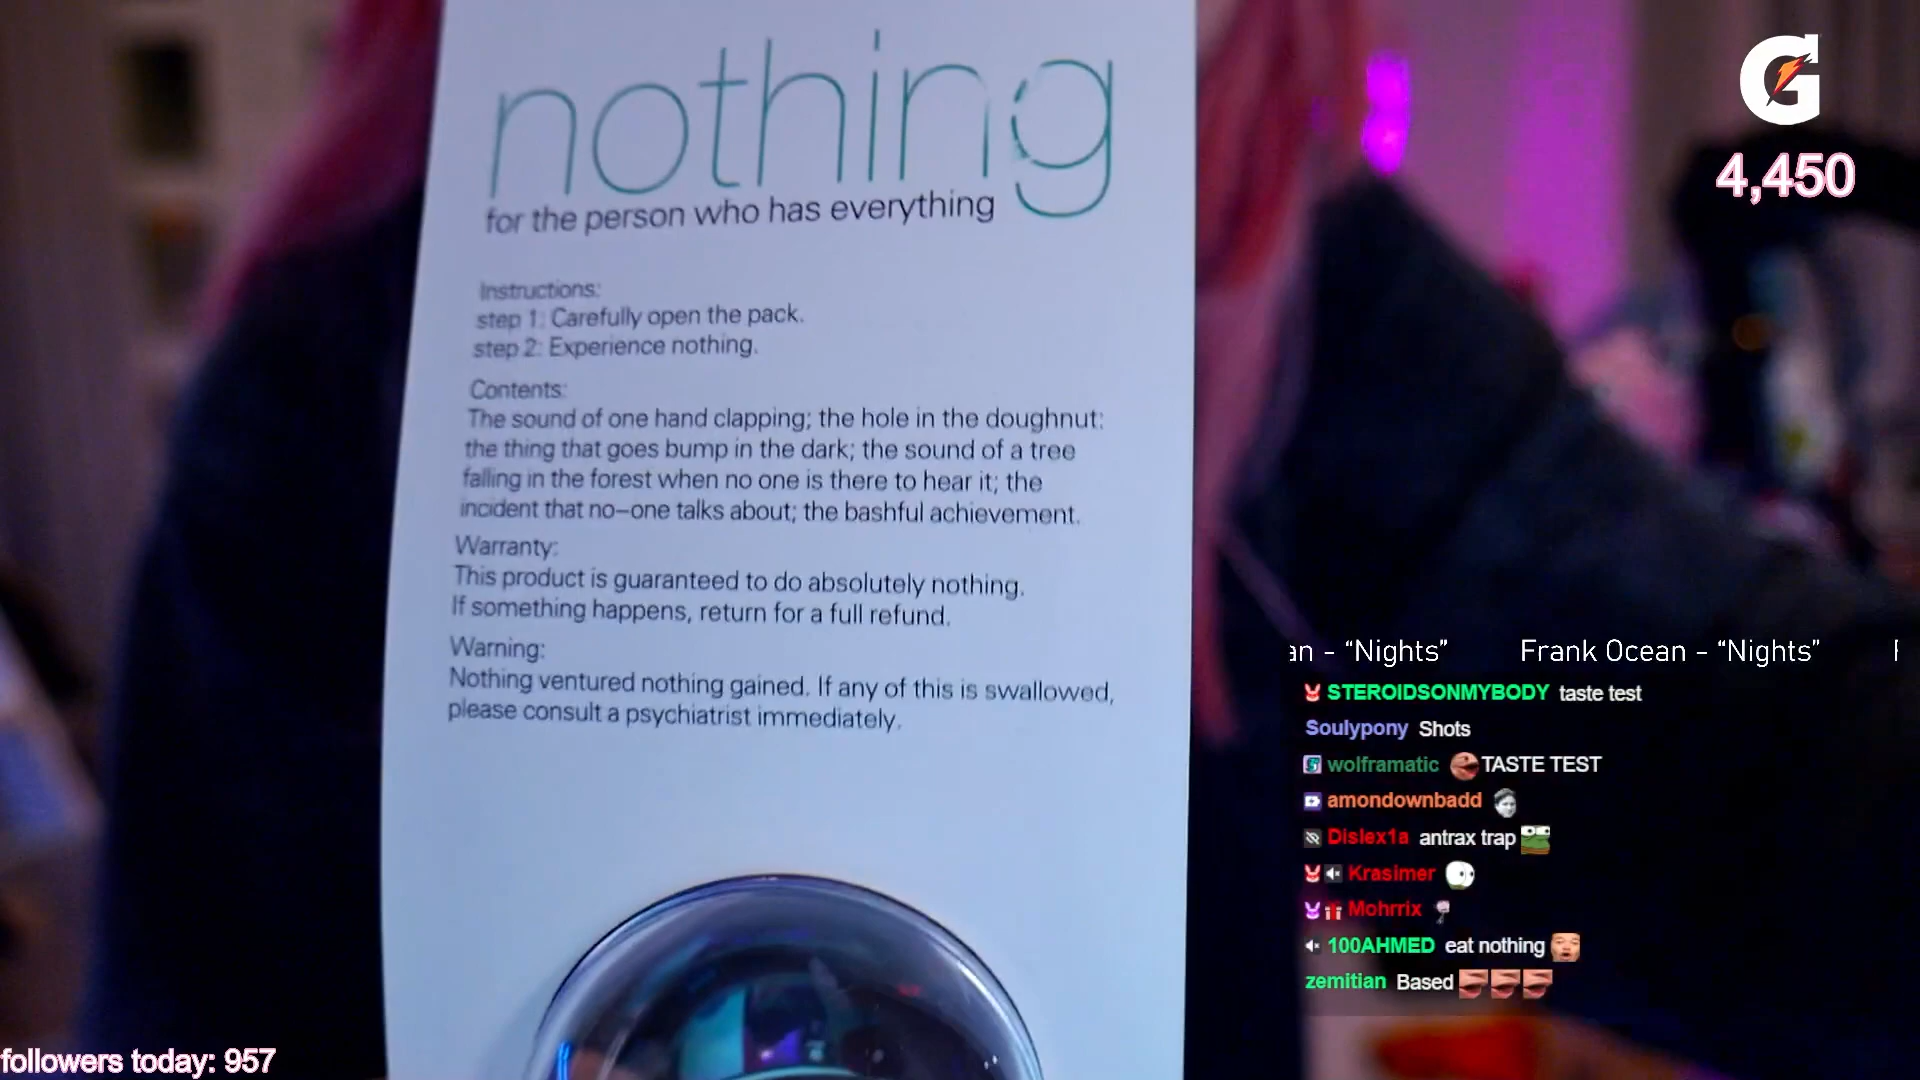 nothing
for the person who has everything
Instructions:
step 1: Carefully open the pack.
step 2: Experience nothing.
Contents:
The sound of one hand clapping; the hole in the doughnut;
the thing that goes bump in the dark; the sound of a tree
falling in the forest when no one is there to hear it; the
incident that no-one talks about; the bashful achievement.
Warranty:
This product is guaranteed to do absolutely nothing.
If something happens, return for a full refund.
Warning:
Nothing ventured nothing gained. If any of this is swallowed,
please consult a psychiatrist immediately.
G
4,450
an - “Nights” Frank Ocean - “Nights”
STEROIDSONMYBODY taste test
Soulypony Shots
wolframatic TASTE TEST
amondownbadd
Dislex1a antrax trap
Krasimer
Mohrrix
100AHMED eat nothing
zemitian Based
followers today: 957